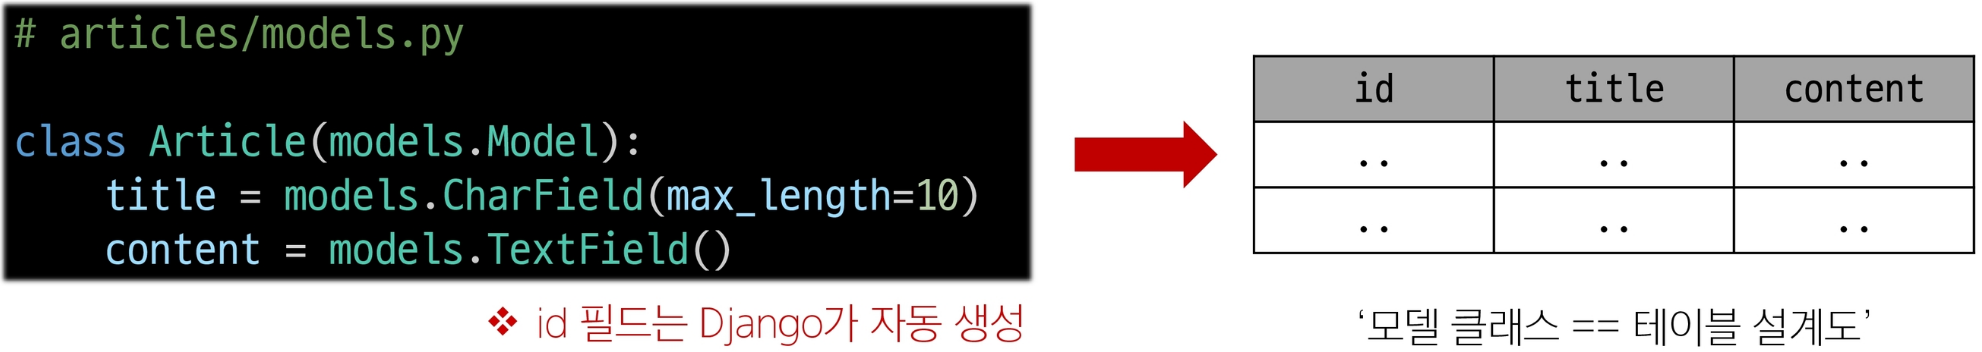 # articles/models.py
class Article(models.Model):
    title = models.CharField(max_length=10)
    content = models.TextField()
❖ id 필드는 Django가 자동 생성
id title content
.. .. ..
.. .. ..
‘모델 클래스 == 테이블 설계도’